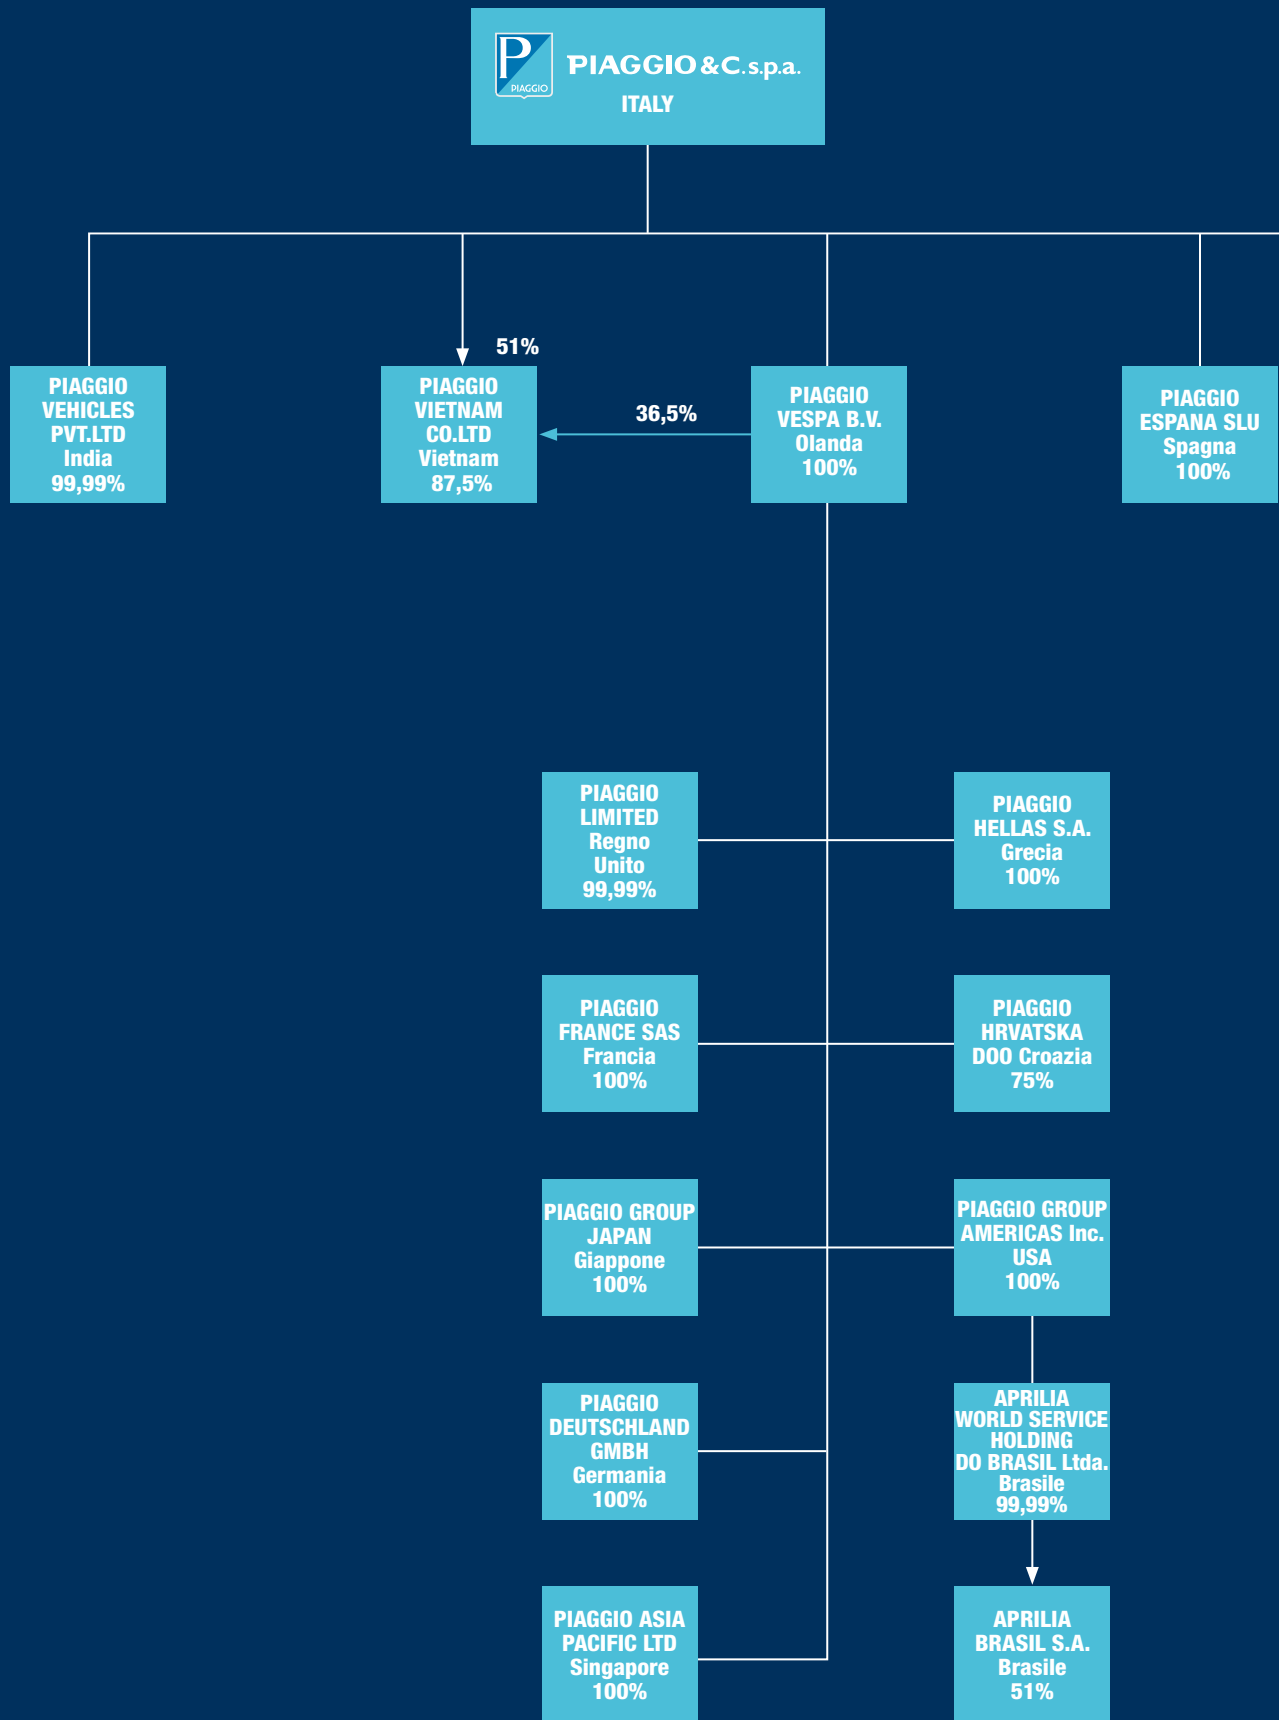 P
PIAGGIO
PIAGGIO & C. s.p.a.
ITALY
51%
PIAGGIO
VEHICLES
PVT.LTD
India
99,99%
PIAGGIO
VIETNAM
CO.LTD
Vietnam
87,5%
36,5%
PIAGGIO
VESPA B.V.
Olanda
100%
PIAGGIO
ESPANA SLU
Spagna
100%
PIAGGIO
LIMITED
Regno
Unito
99,99%
PIAGGIO
HELLAS S.A.
Grecia
100%
PIAGGIO
FRANCE SAS
Francia
100%
PIAGGIO
HRVATSKA
DOO Croazia
75%
PIAGGIO GROUP
JAPAN
Giappone
100%
PIAGGIO GROUP
AMERICAS Inc.
USA
100%
PIAGGIO
DEUTSCHLAND
GMBH
Germania
100%
APRILIA
WORLD SERVICE
HOLDING
DO BRASIL Ltda.
Brasile
99,99%
PIAGGIO ASIA
PACIFIC LTD
Singapore
100%
APRILIA
BRASIL S.A.
Brasile
51%